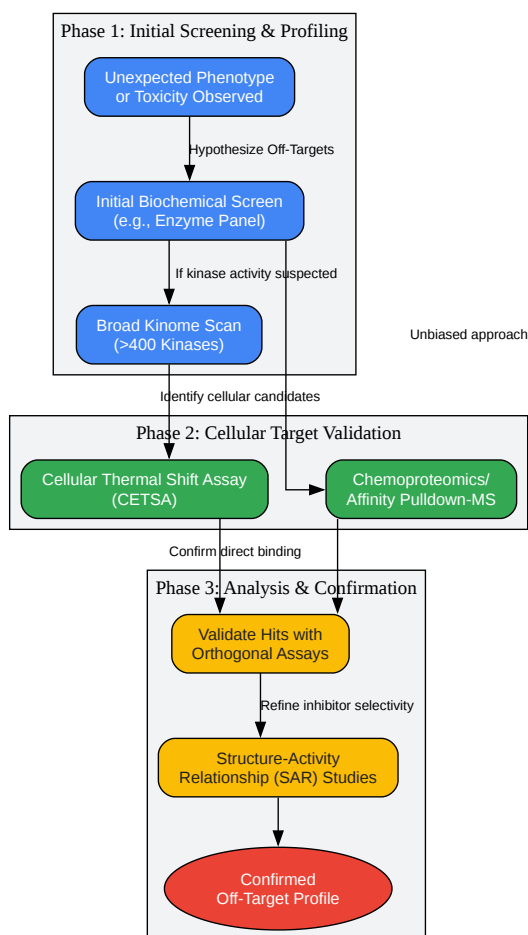 Phase 1: Initial Screening & Profiling
Unexpected Phenotype
or Toxicity Observed
Hypothesize Off-Targets
Initial Biochemical Screen
(e.g., Enzyme Panel)
If kinase activity suspected
Broad Kinome Scan
(>400 Kinases)
Unbiased approach
Identify cellular candidates
Phase 2: Cellular Target Validation
Cellular Thermal Shift Assay
(CETSA)
Chemoproteomics/
Affinity Pulldown-MS
Confirm direct binding
Phase 3: Analysis & Confirmation
Validate Hits with
Orthogonal Assays
Refine inhibitor selectivity
Structure-Activity
Relationship (SAR) Studies
Confirmed
Off-Target Profile